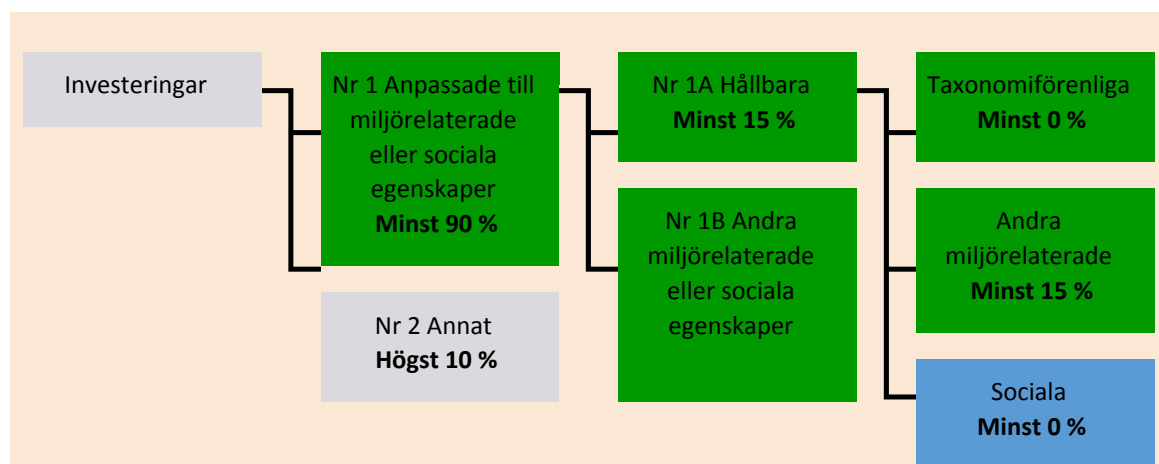 Investeringar
Nr 1 Anpassade till
miljörelaterade
eller sociala
egenskaper
Minst 90 %
Nr 2 Annat
Högst 10 %
Nr 1A Hållbara
Minst 15 %
Nr 1B Andra
miljörelaterade
eller sociala
egenskaper
Taxonomiförenliga
Minst 0 %
Andra
miljörelaterade
Minst 15 %
Sociala
Minst 0 %